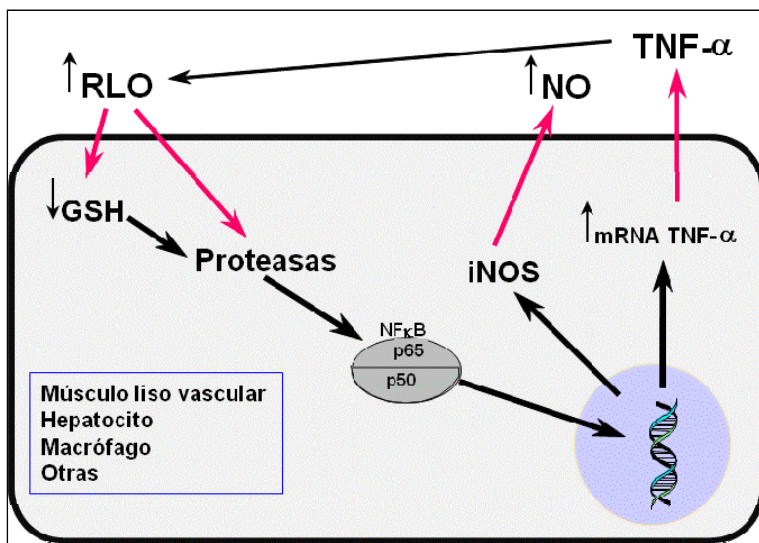 TNF-α
↑RLO
↑NO
↓GSH
↑mRNA TNF-α
Proteasas
iNOS
NFκB
p65
p50
Músculo liso vascular
Hepatocito
Macrófago
Otras